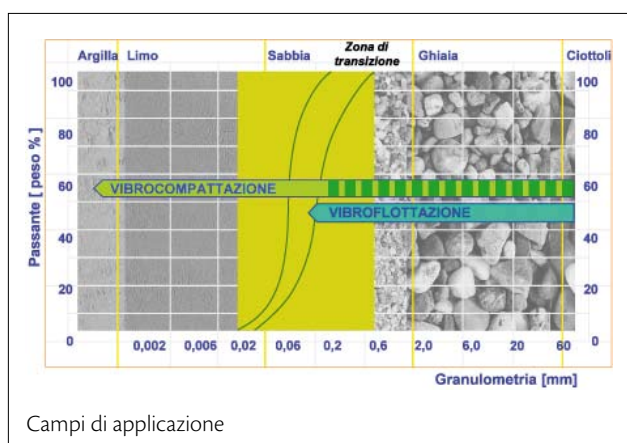 Argilla Limo Sabbia Zona di transizione Ghiaia Ciottoli
Passante [ peso % ]
100 100
80 80
60 VIBROCOMPATTAZIONE 60
VIBROFLOTTAZIONE
40 40
20 20
0 0
0,002 0,006 0,02 0,06 0,2 0,6 2,0 6,0 20 60
Granulometria [mm]
Campi di applicazione